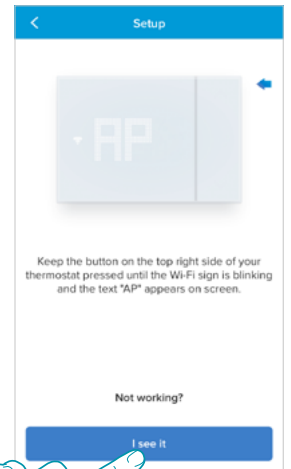 Setup
AP
Keep the button on the top right side of your
thermostat pressed until the Wi-Fi sign is blinking
and the text "AP" appears on screen.
Not working?
I see it